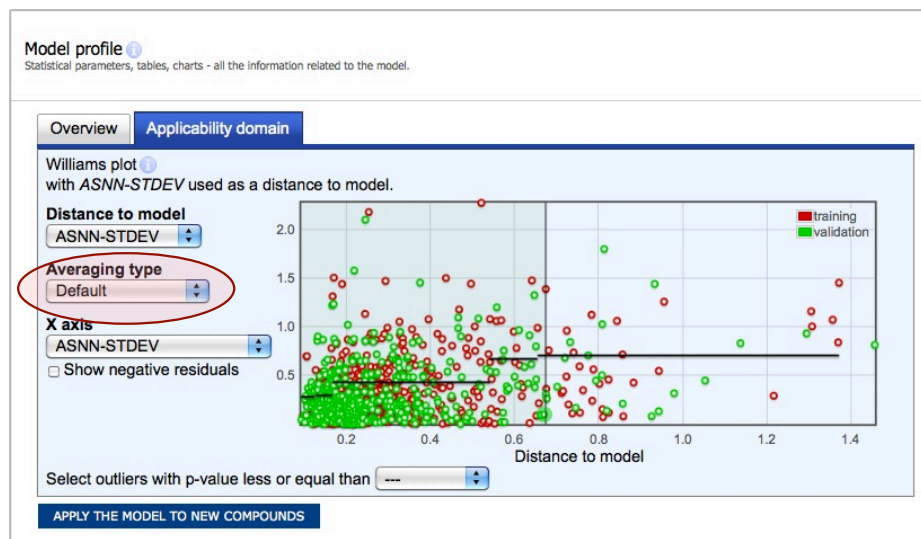 Model profile
Statistical parameters, tables, charts - all the information related to the model.
Overview
Applicability domain
Williams plot
with ASNN-STDEV used as a distance to model.
Distance to model
ASNN-STDEV
Averaging type
Default
X axis
ASNN-STDEV
Show negative residuals
2.0
1.5
1.0
0.5
training
validation
0.2 0.4 0.6 0.8 1.0 1.2 1.4
Distance to model
Select outliers with p-value less or equal than ---
APPLY THE MODEL TO NEW COMPOUNDS